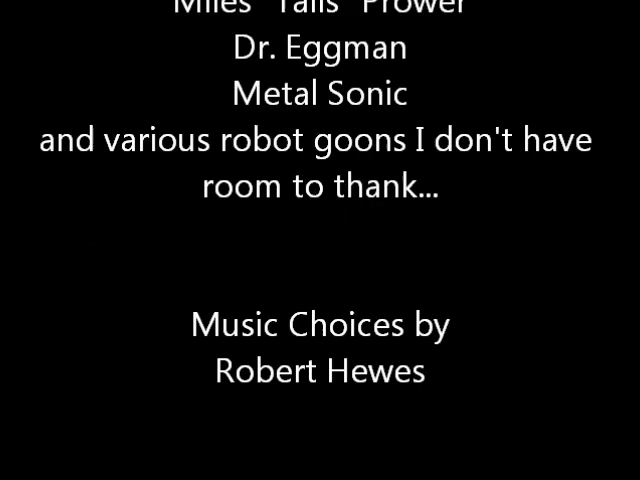 Miles "Tails" Prower
Dr. Eggman
Metal Sonic
and various robot goons I don't have
room to thank...
Music Choices by
Robert Hewes